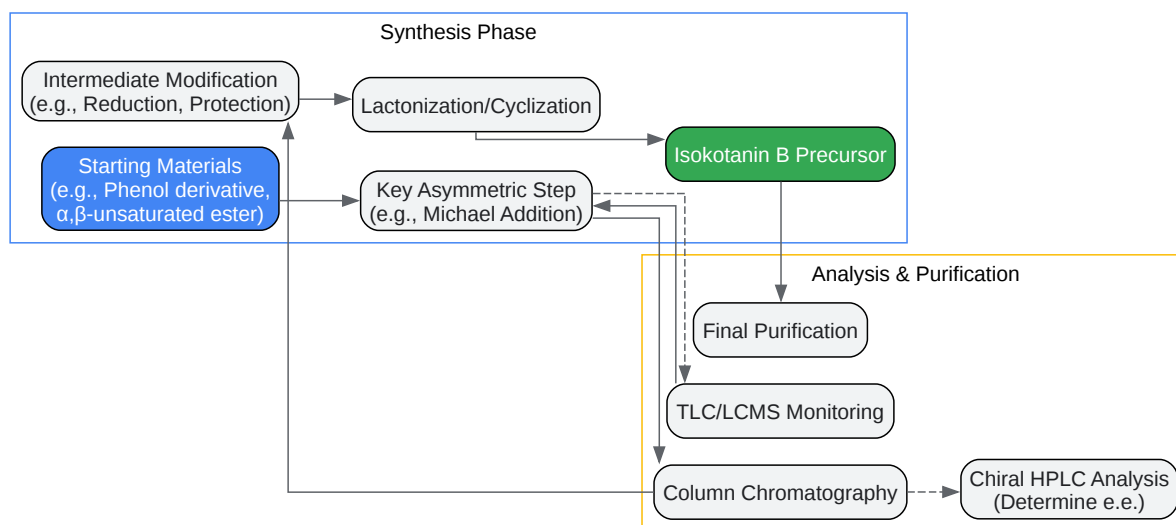 Synthesis Phase
Intermediate Modification
(e.g., Reduction, Protection)
Lactonization/Cyclization
Isokotanin B Precursor
Starting Materials
(e.g., Phenol derivative,
α,β-unsaturated ester)
Key Asymmetric Step
(e.g., Michael Addition)
Analysis & Purification
Final Purification
TLC/LCMS Monitoring
Column Chromatography
Chiral HPLC Analysis
(Determine e.e.)